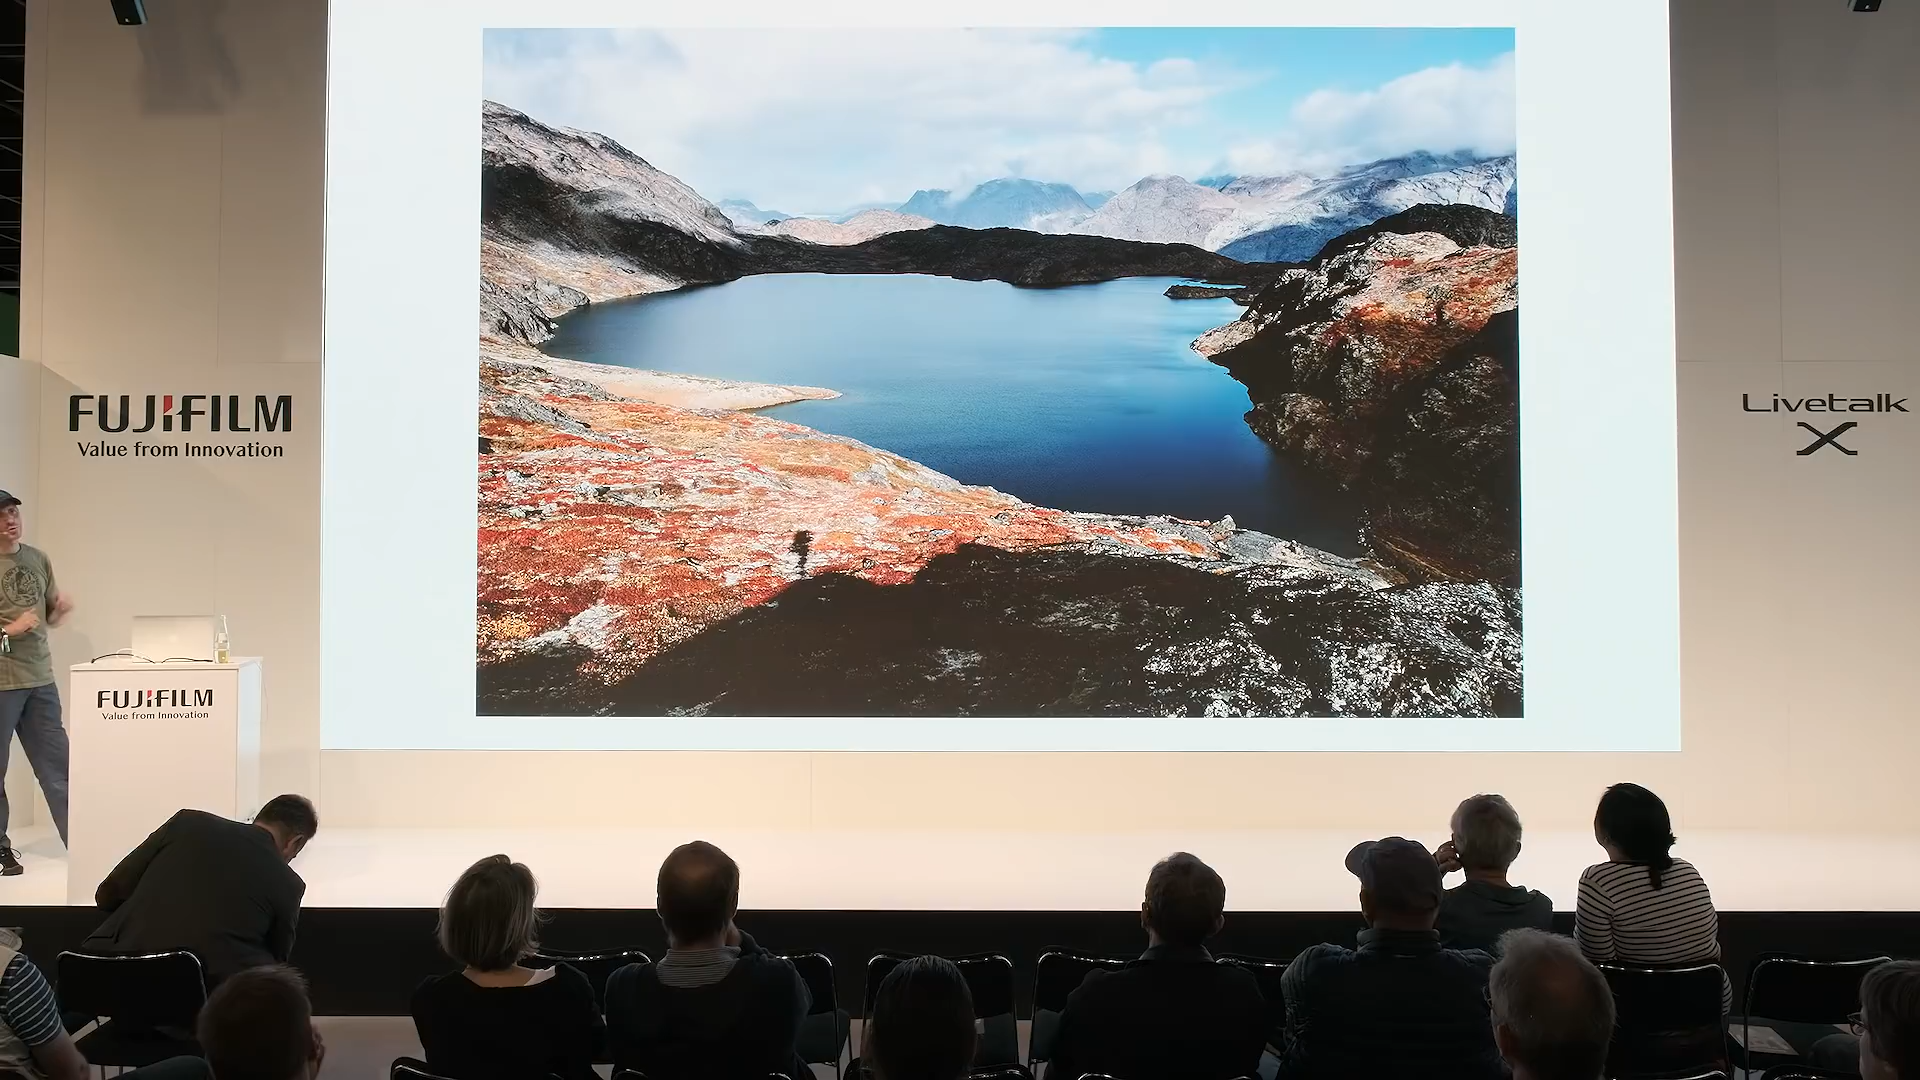 FUJIFILM
Value from Innovation
Livetalk
X
FUJIFILM
Value from Innovation